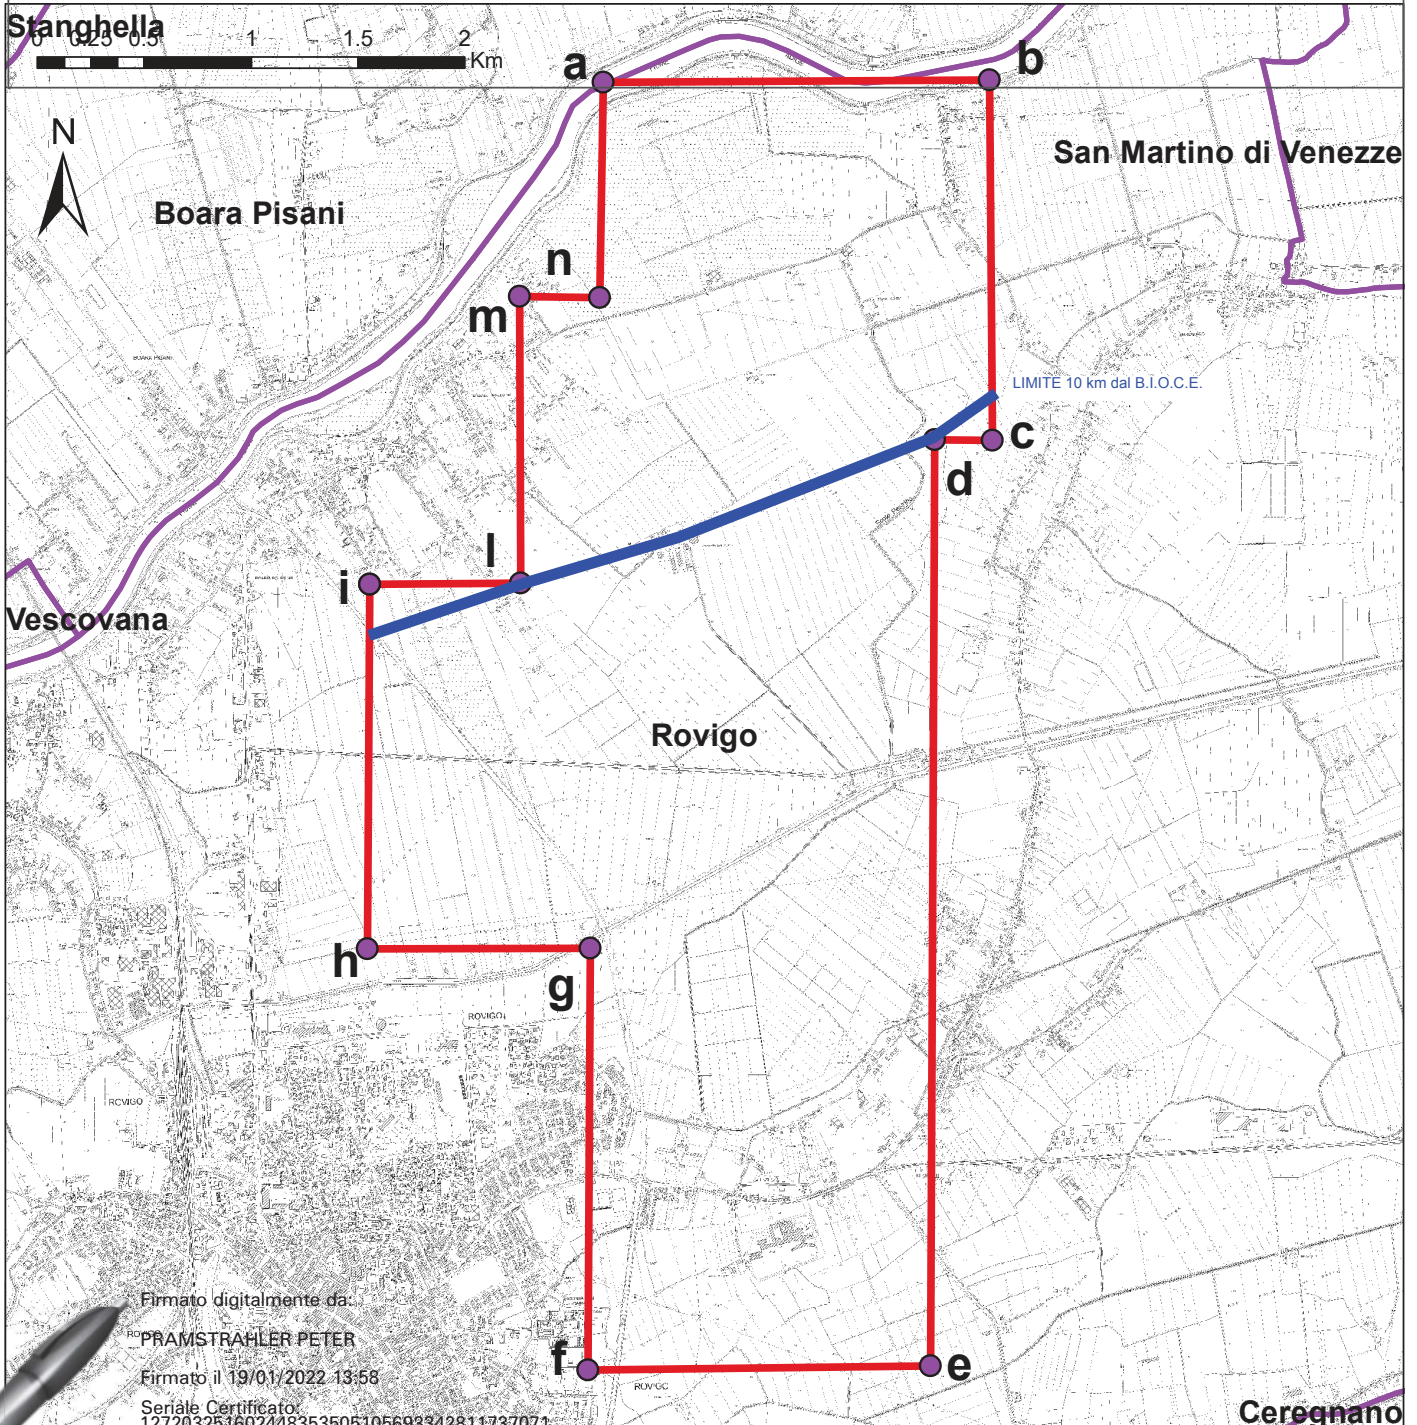 Stanghella
0 0.25 0.5 1 1.5 2
Km
a
b
N
San Martino di Venezze
Boara Pisani
n
m
BOARA PISANI
LIMITE 10 km dal B.I.O.C.E.
c
d
l
i
Vescovana
Rovigo
h
g
ROVIGO
ROVIGO
Firmato digitalmente da:
PRAMSTRAHLER PETER
Firmato il 19/01/2022 13:58
f
e
ROVIGO
Seriale Certificato:
Ceregnano